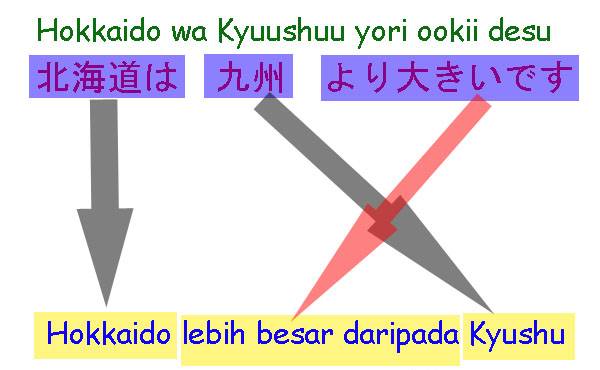 Hokkaido wa Kyuushuu yori ookii desu
北海道は 九州 より大きいです
Hokkaido lebih besar daripada Kyushu